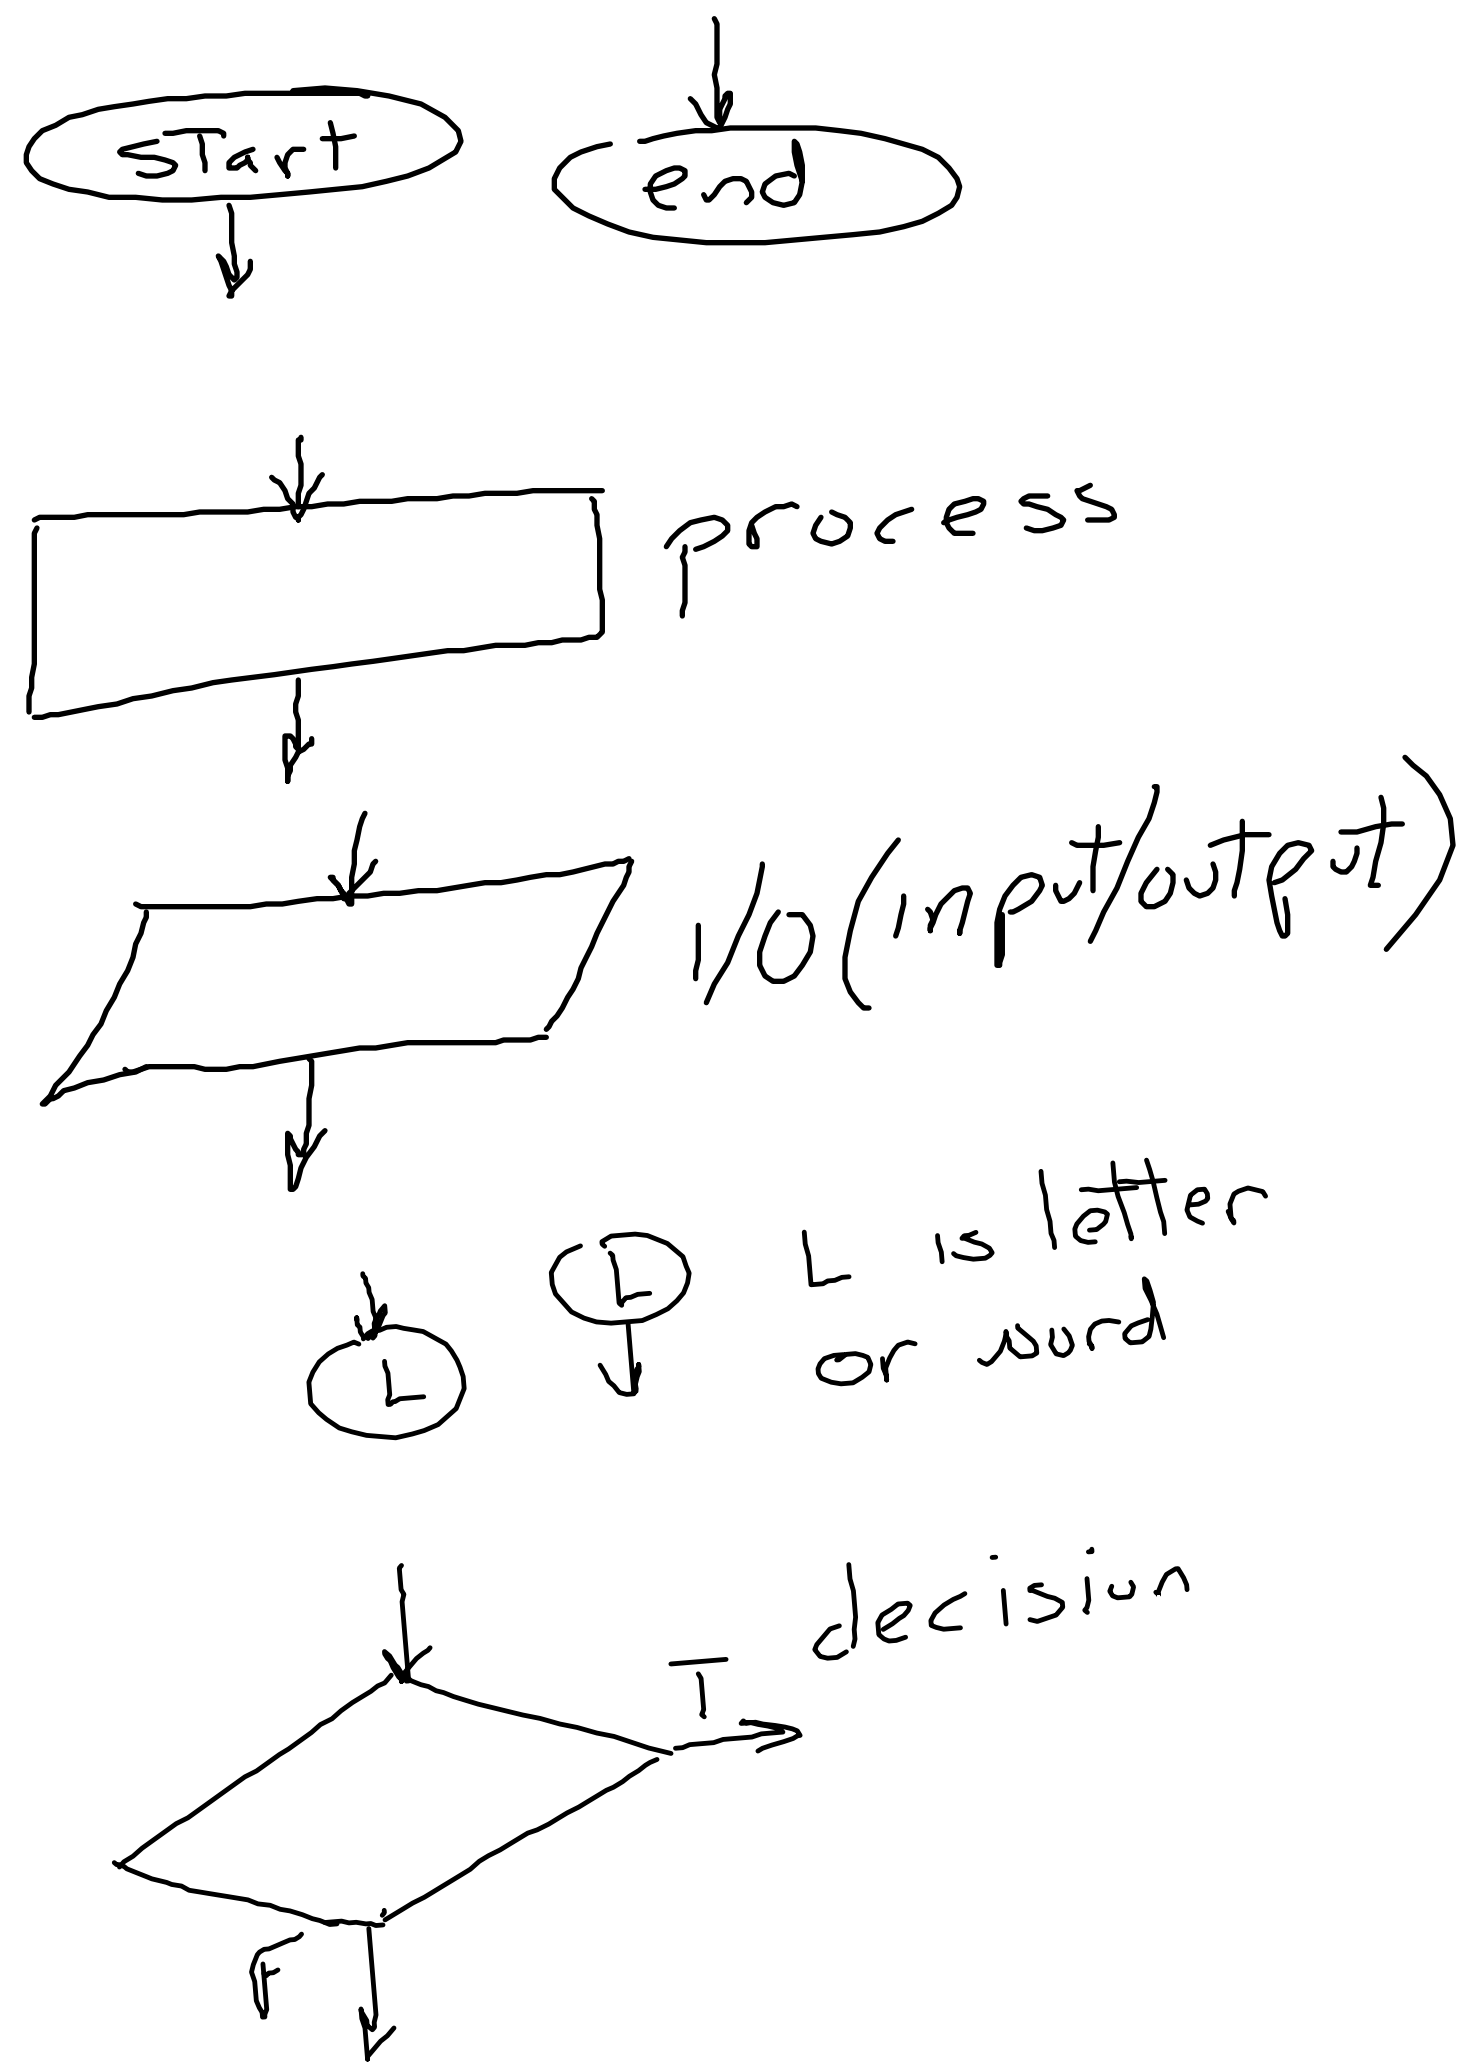 start
end
process
I/O (input/output)
L
L
L is letter
or word
decision
T
F